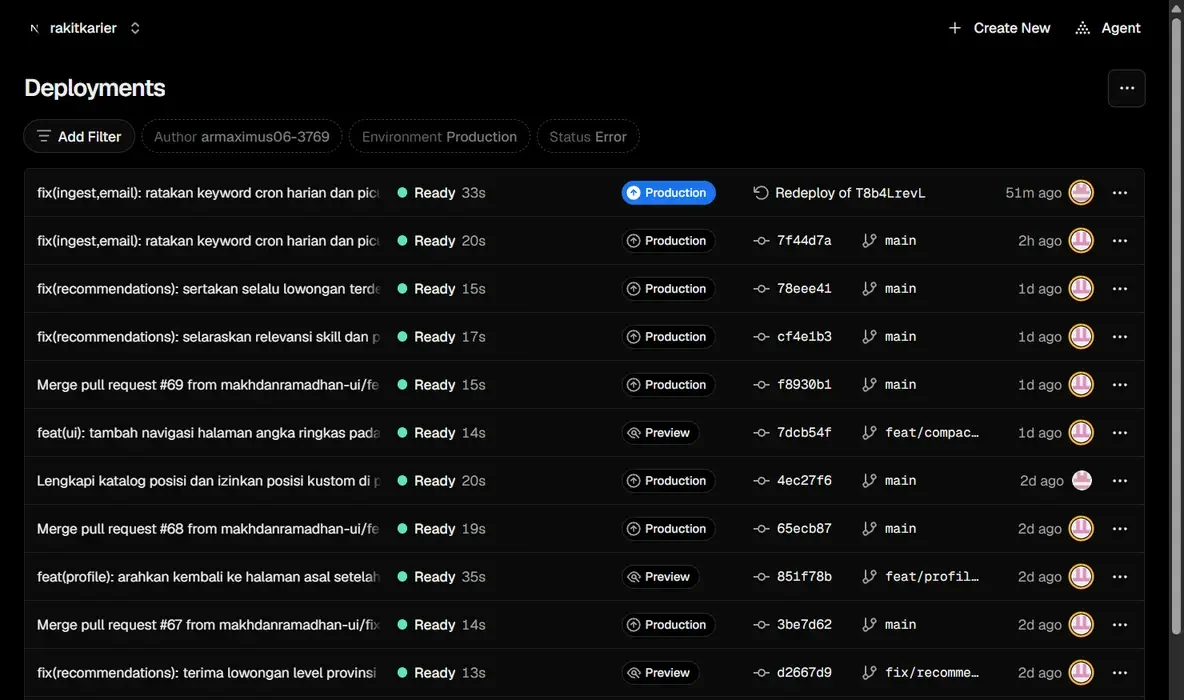 rakitkarier
Create New
Agent
Deployments
Add Filter
Author armaximus06-3769
Environment Production
Status Error
fix(ingest,email): ratakan keyword cron harian dan Ready 33s Production Redeploy of T8b4LrevL 51m ago
fix(ingest,email): ratakan keyword cron harian dan Ready 20s Production 7f44d7a main 2h ago
fix(recommendations): sertakan selalu lowongan Ready 15s Production 78eee41 main 1d ago
fix(recommendations): selaraskan relevansi skill dan p Ready 17s Production cf4e1b3 main 1d ago
Merge pull request #69 from makhdanramadhan-ui/fe Ready 15s Production f8930b1 main 1d ago
feat(ui): tambah navigasi halaman angka ringkas pada Ready 14s Preview 7dcb54f feat/compac… 1d ago
Lengkapi katalog posisi dan izinkan posisi kustom di p Ready 20s Production 4ec27f6 main 2d ago
Merge pull request #68 from makhdanramadhan-ui/fe Ready 19s Production 65ecb87 main 2d ago
feat(profile): arahkan kembali ke halaman asal setelah Ready 35s Preview 851f78b feat/profil… 2d ago
Merge pull request #67 from makhdanramadhan-ui/fix Ready 14s Production 3be7d62 main 2d ago
fix(recommendations): terima lowongan level provinsi Ready 13s Preview d2667d9 fix/recomme… 2d ago